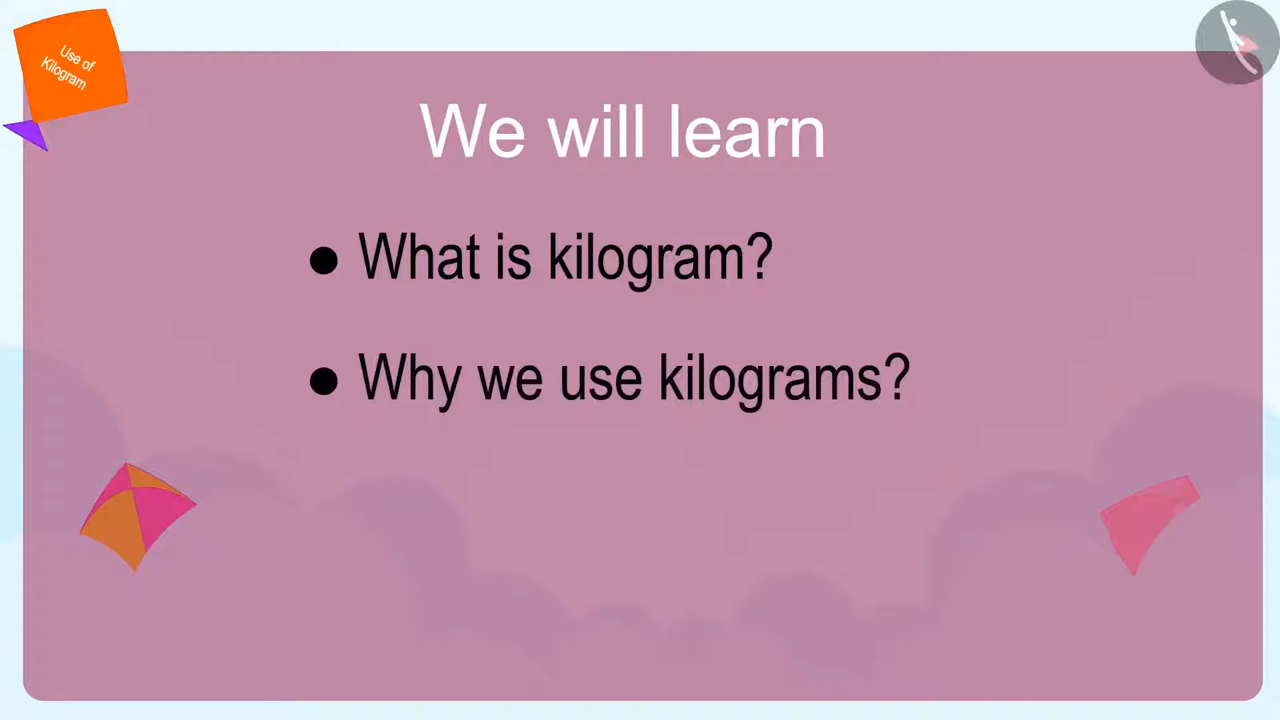 Use of
Kilogram
We will learn
● What is kilogram?
● Why we use kilograms?